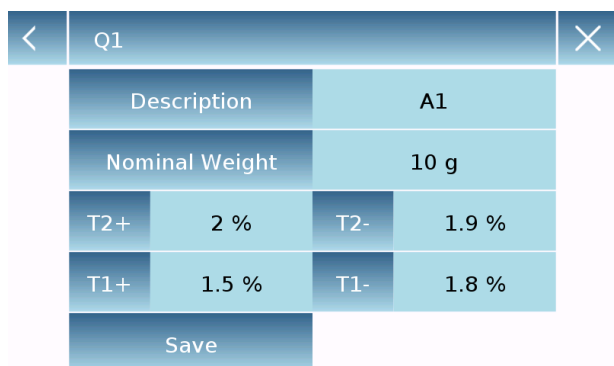 Q1
Description A1
Nominal Weight 10 g
T2+ 2 % T2- 1.9 %
T1+ 1.5 % T1- 1.8 %
Save